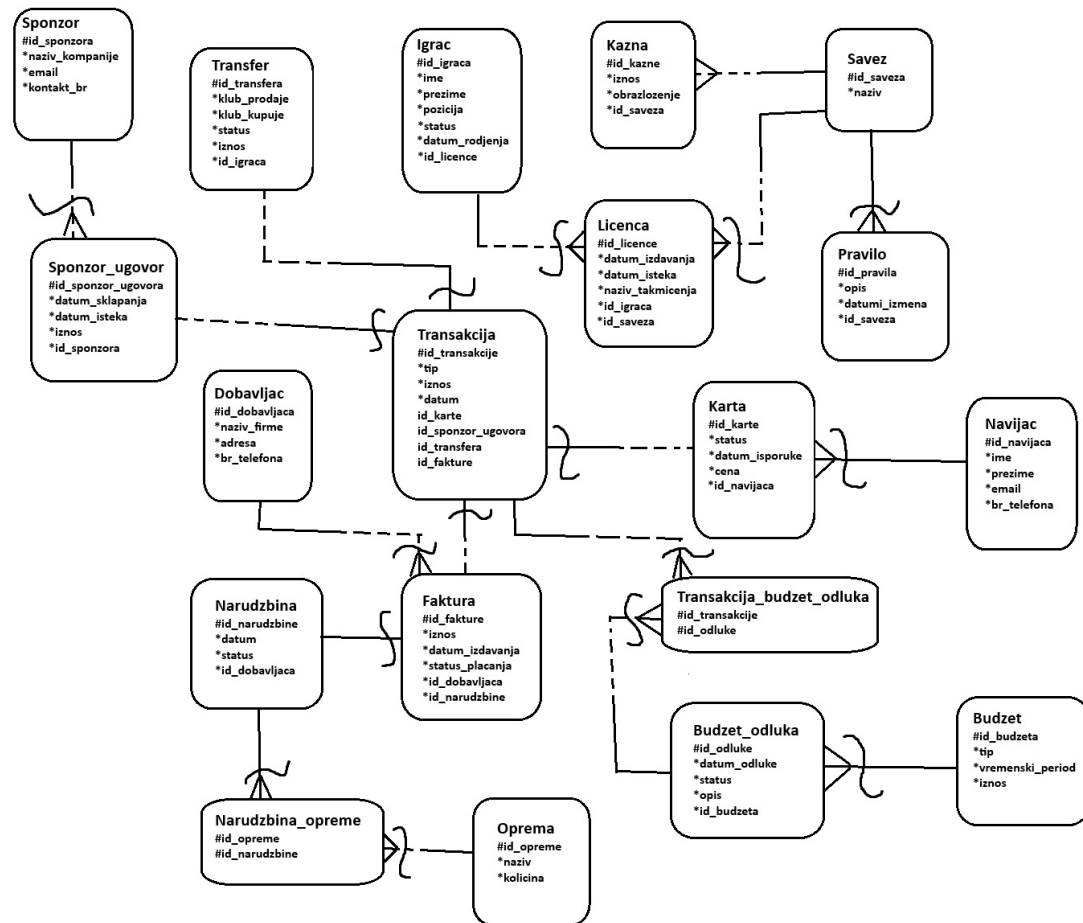 Sponzor
#id_sponzora
*naziv_kompanije
*email
*kontakt_br
Transfer
#id_transfera
*klub_prodaje
*klub_kupuje
*status
*iznos
*id_igraca
Igrac
#id_igraca
*ime
*prezime
*pozicija
*status
*datum_rodjenja
*id_licence
Kazna
#id_kazne
*iznos
*obrazlozenje
*id_saveza
Savez
#id_saveza
*naziv
Sponzor_ugovor
#id_sponzor_ugovora
*datum_sklapanja
*datum_isteka
*iznos
*id_sponzora
Licenca
#id_licence
*datum_izdavanja
*datum_isteka
*naziv_takmicenja
*id_igraca
*id_saveza
Pravilo
#id_pravila
*opis
*datumi_izmena
*id_saveza
Transakcija
#id_transakcije
*tip
*iznos
*datum
id_karte
id_sponzor_ugovora
id_transfera
id_fakture
Dobavljac
#id_dobavljaca
*naziv_firme
*adresa
*br_telefona
Karta
#id_karte
*status
*datum_isporuke
*cena
*id_navijaca
Navijac
#id_navijaca
*ime
*prezime
*email
*br_telefona
Narudzbina
#id_narudzbine
*datum
*status
*id_dobavljaca
Faktura
#id_fakture
*iznos
*datum_izdavanja
*status_placanja
*id_dobavljaca
*id_narudzbine
Transakcija_budzet_odluka
#id_transakcije
#id_odluke
Budzet_odluka
#id_odluke
*datum_odluke
*status
*opis
*id_budzeta
Budzet
#id_budzeta
*tip
*vremenski_period
*iznos
Narudzbina_opreme
#id_opreme
#id_narudzbine
Oprema
#id_opreme
*naziv
*kolicina